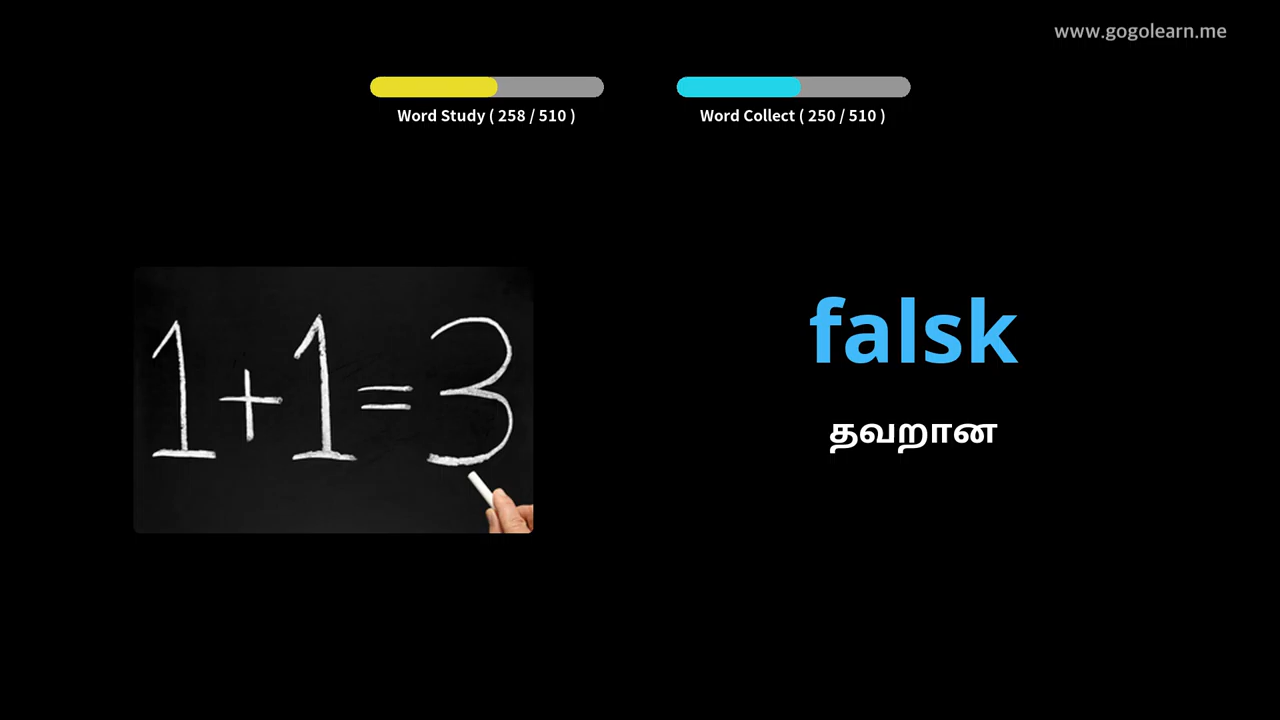 www.gogolearn.me
Word Study ( 258 / 510 )
Word Collect ( 250 / 510 )
1+1=3
falsk
தவறான